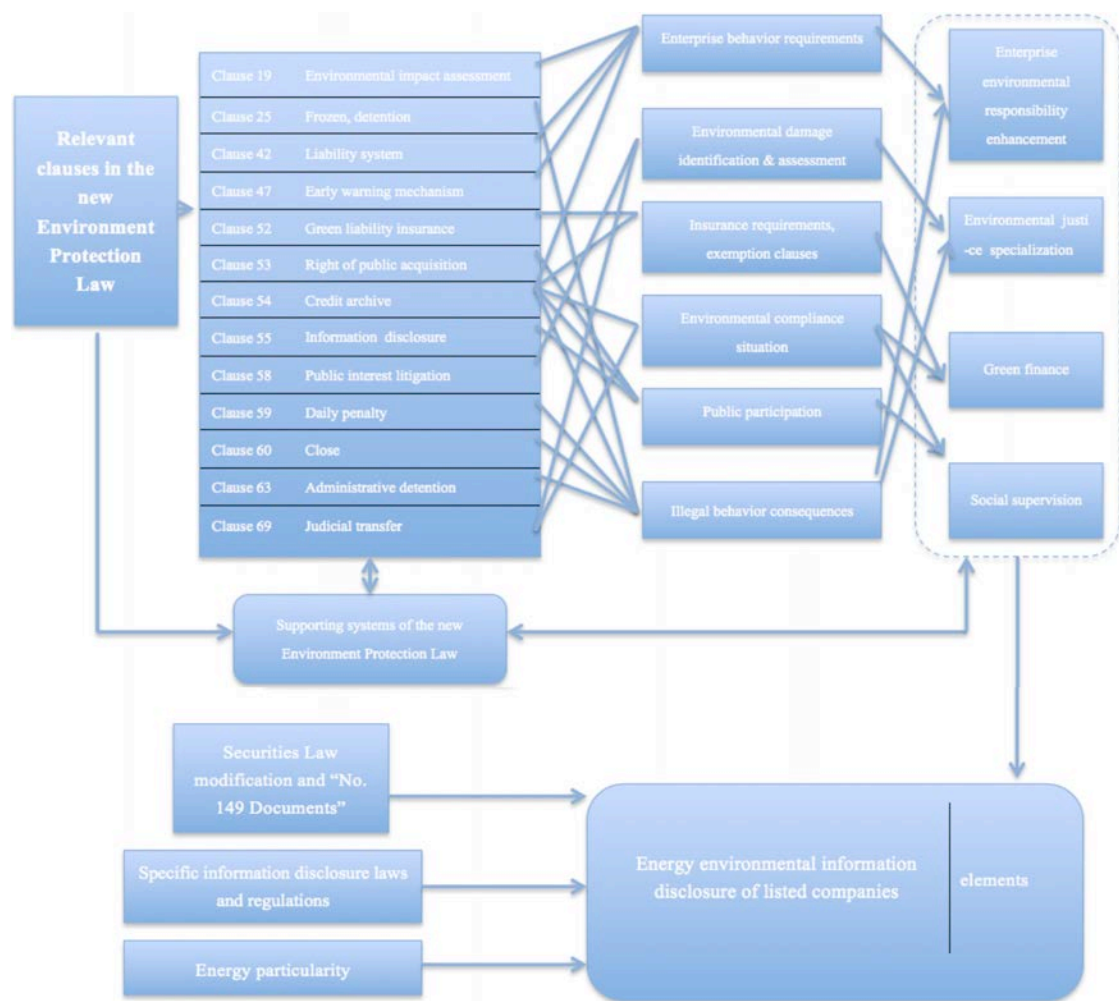 Relevant
clauses in the
new
Environment
Protection
Law
Clause 19 Environmental impact assessment
Clause 25 Frozen, detention
Clause 42 Liability system
Clause 47 Early warning mechanism
Clause 52 Green liability insurance
Clause 53 Right of public acquisition
Clause 54 Credit archive
Clause 55 Information disclosure
Clause 58 Public interest litigation
Clause 59 Daily penalty
Clause 60 Close
Clause 63 Administrative detention
Clause 69 Judicial transfer
Enterprise behavior requirements
Environmental damage
identification & assessment
Insurance requirements,
exemption clauses
Environmental compliance
situation
Public participation
Illegal behavior consequences
Enterprise
environmental
responsibility
enhancement
Environmental justi
-ce specialization
Green finance
Social supervision
Supporting systems of the new
Environment Protection Law
Securities Law
modification and “No.
149 Documents”
Specific information disclosure laws
and regulations
Energy particularity
Energy environmental information
disclosure of listed companies
elements